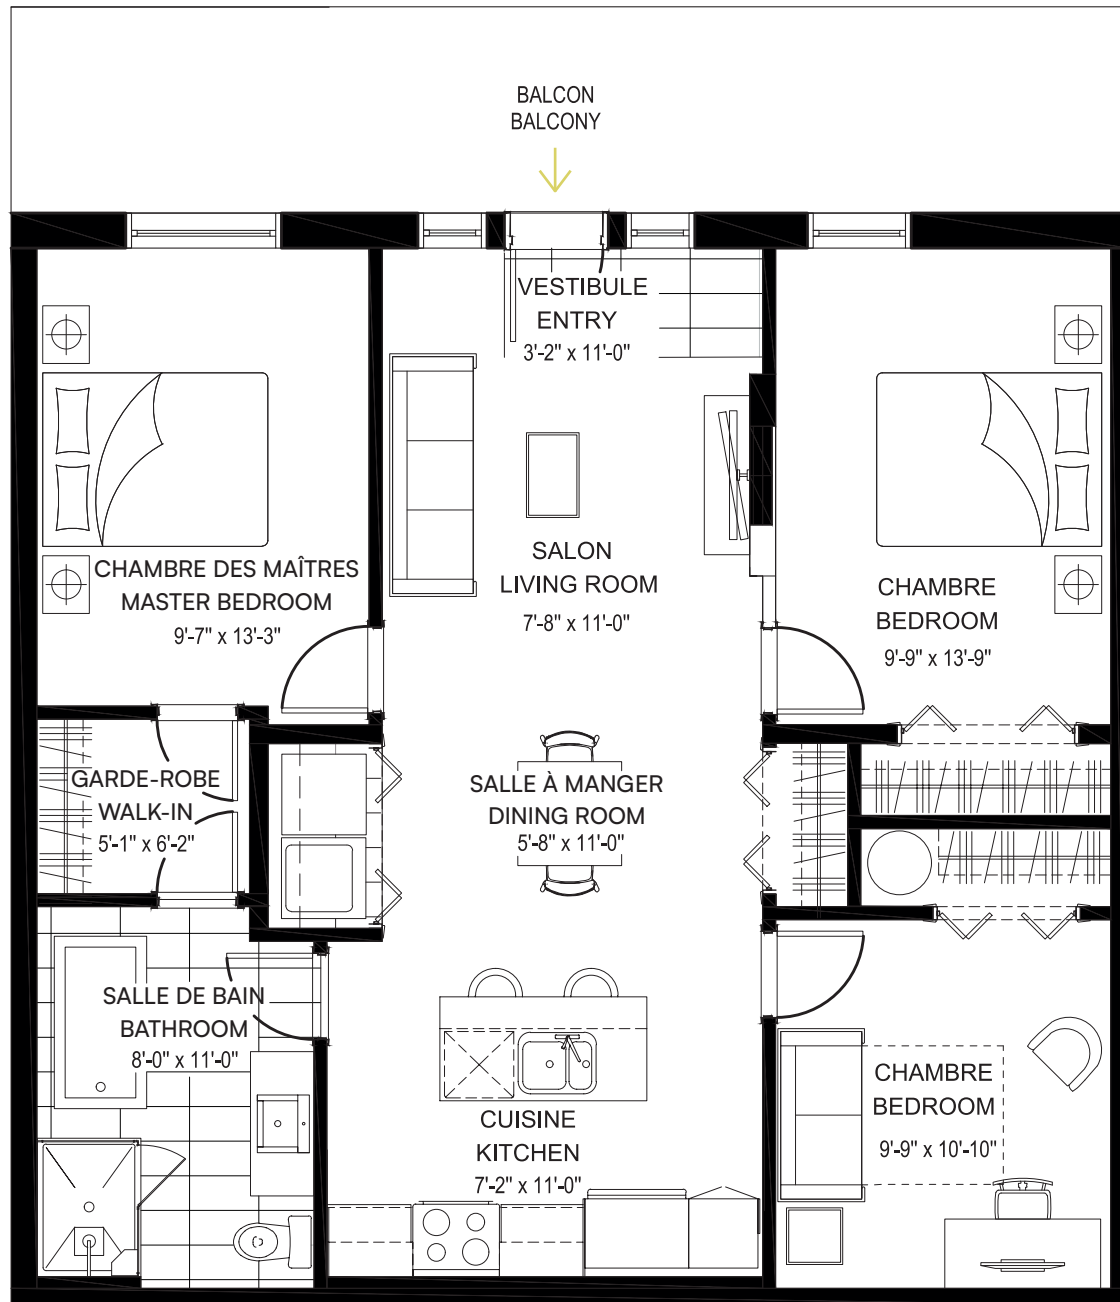 BALCON
BALCONY
VESTIBULE
ENTRY
3'-2" x 11'-0"
SALON
LIVING ROOM
7'-8" x 11'-0"
CHAMBRE DES MAÎTRES
MASTER BEDROOM
9'-7" x 13'-3"
CHAMBRE
BEDROOM
9'-9" x 13'-9"
GARDE-ROBE
WALK-IN
5'-1" x 6'-2"
SALLE À MANGER
DINING ROOM
5'-8" x 11'-0"
SALLE DE BAIN
BATHROOM
8'-0" x 11'-0"
CUISINE
KITCHEN
7'-2" x 11'-0"
CHAMBRE
BEDROOM
9'-9" x 10'-10"